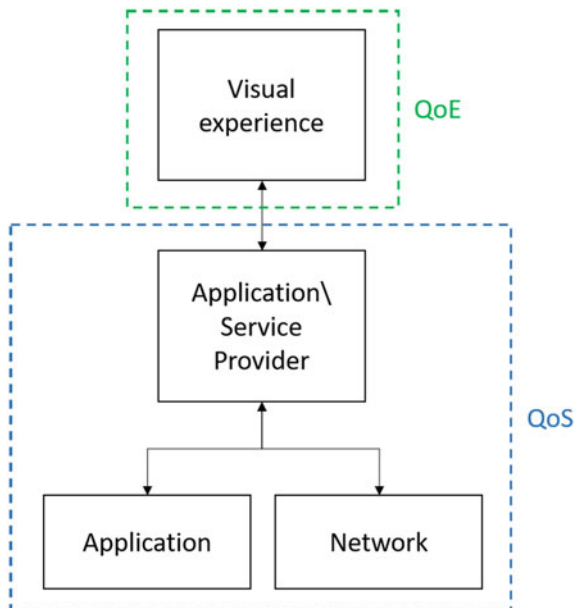 Visual
experience
QoE
Application\
Service
Provider
QoS
Application
Network